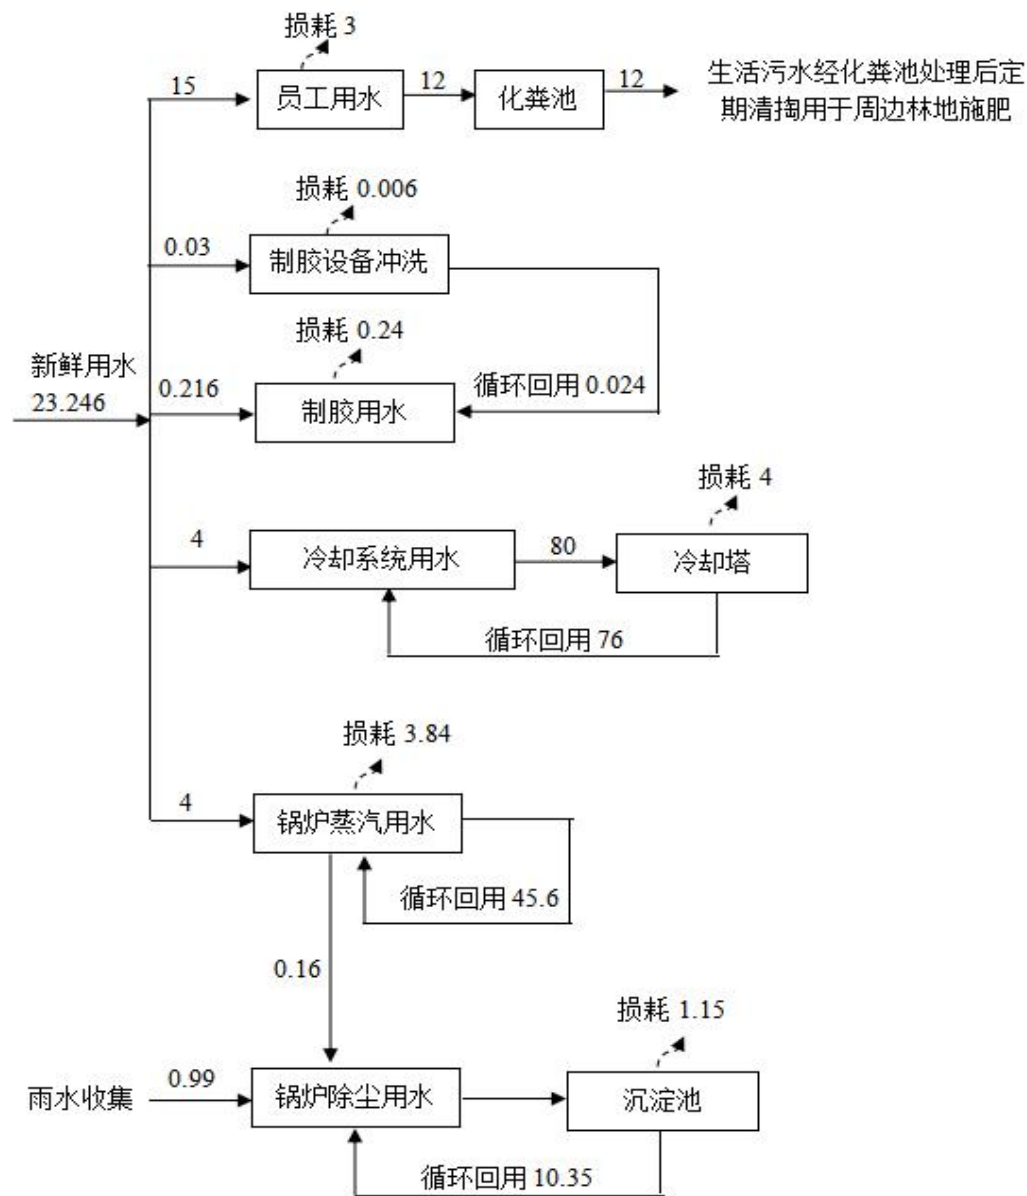 损耗 3
15
员工用水
12
化粪池
12
生活污水经化粪池处理后定
期清掏用于周边林地施肥
损耗 0.006
0.03
制胶设备冲洗
损耗 0.24
新鲜用水
23.246
0.216
制胶用水
循环回用 0.024
损耗 4
4
冷却系统用水
80
冷却塔
循环回用 76
损耗 3.84
4
锅炉蒸汽用水
循环回用 45.6
0.16
损耗 1.15
雨水收集
0.99
锅炉除尘用水
沉淀池
循环回用 10.35